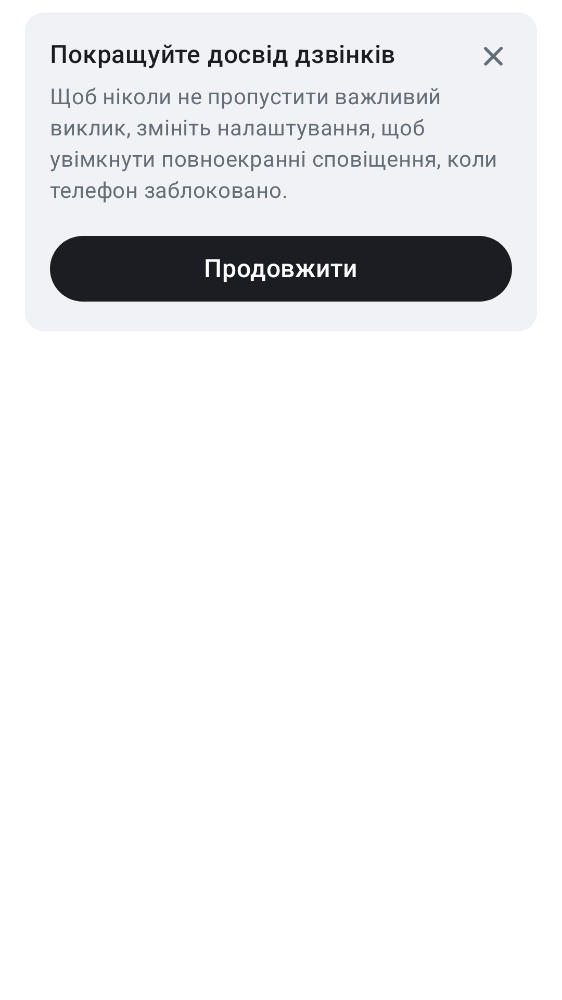 Покращуйте досвід дзвінків
Щоб ніколи не пропустити важливий
виклик, змініть налаштування, щоб
увімкнути повноекранні сповіщення, коли
телефон заблоковано.
Продовжити